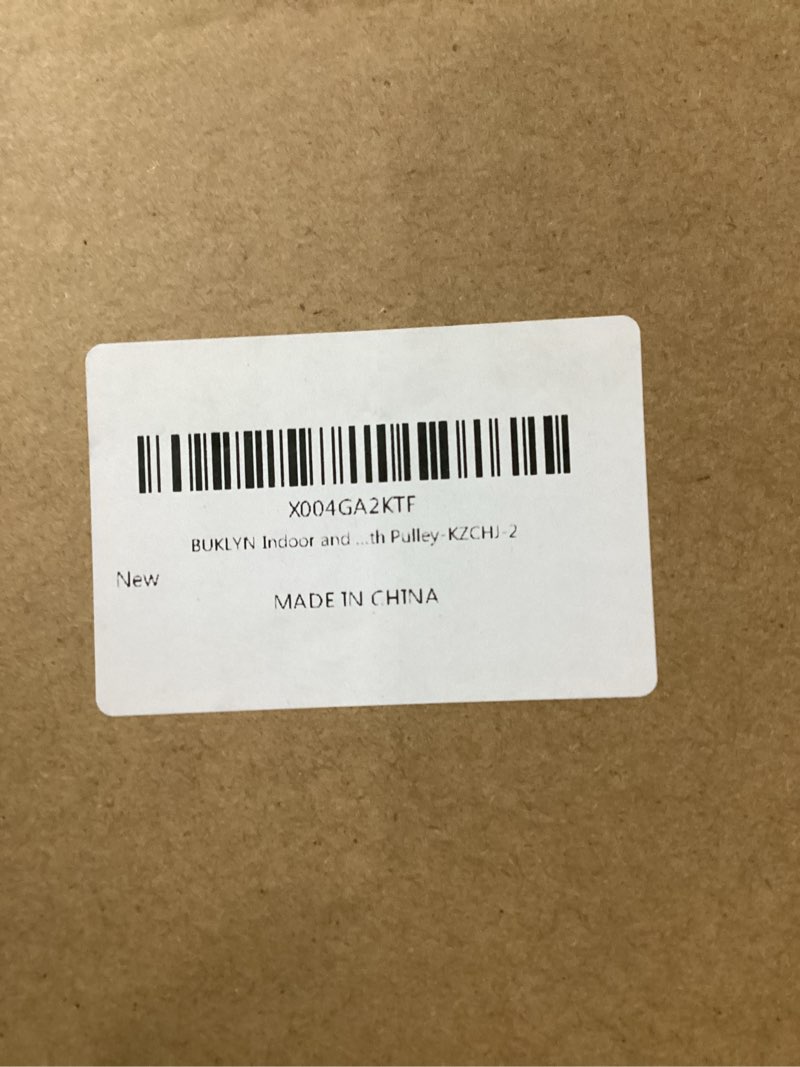 X004GA2KTF
BUKLYN Indoor and ...th Pulley-KZCHJ-2
New
MADE IN CHINA